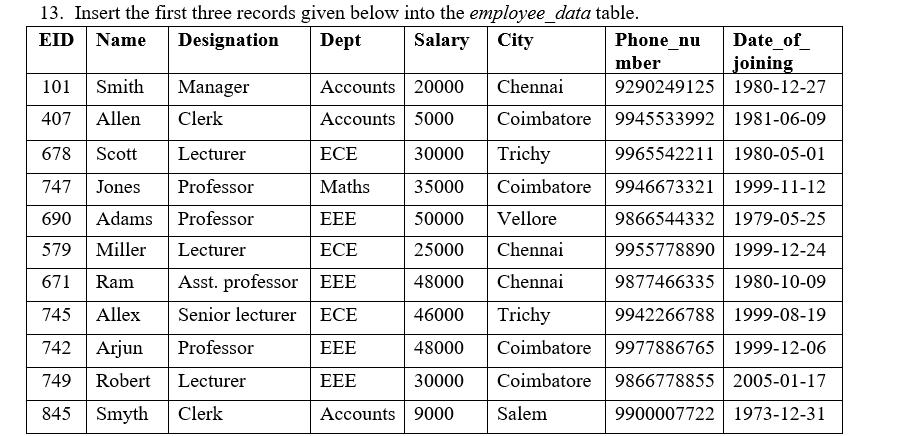 13. Insert the first three records given below into the employee_data table.
EID Name Designation Dept Salary City Phone_nu Date_of_
mber joining
101 Smith Manager Accounts 20000 Chennai 9290249125 1980-12-27
407 Allen Clerk Accounts 5000 Coimbatore 9945533992 1981-06-09
678 Scott Lecturer ECE 30000 Trichy 9965542211 1980-05-01
747 Jones Professor Maths 35000 Coimbatore 9946673321 1999-11-12
690 Adams Professor EEE 50000 Vellore 9866544332 1979-05-25
579 Miller Lecturer ECE 25000 Chennai 9955778890 1999-12-24
671 Ram Asst. professor EEE 48000 Chennai 9877466335 1980-10-09
745 Allex Senior lecturer ECE 46000 Trichy 9942266788 1999-08-19
742 Arjun Professor EEE 48000 Coimbatore 9977886765 1999-12-06
749 Robert Lecturer EEE 30000 Coimbatore 9866778855 2005-01-17
845 Smyth Clerk Accounts 9000 Salem 9900007722 1973-12-31